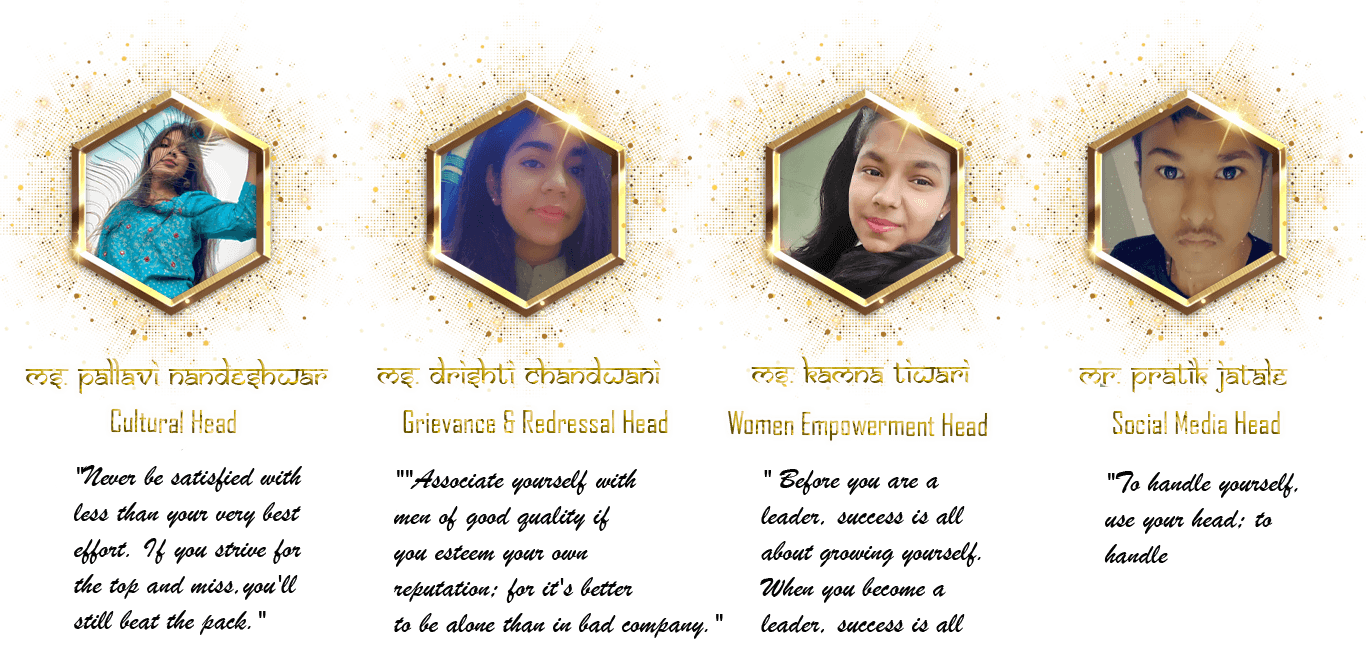 Ms. Pallavi Nandeshwar
Cultural Head
"Never be satisfied with
less than your very best
effort. If you strive for
the top and miss,you'll
still beat the pack."
Ms. Drishti Chandwani
Grievance & Redressal Head
""Associate yourself with
men of good quality if
you esteem your own
reputation; for it's better
to be alone than in bad company."
Ms. Kamna Tiwari
Women Empowerment Head
" Before you are a
leader, success is all
about growing yourself.
When you become a
leader, success is all
Mr. Pratik Jatale
Social Media Head
"To handle yourself,
use your head; to
handle